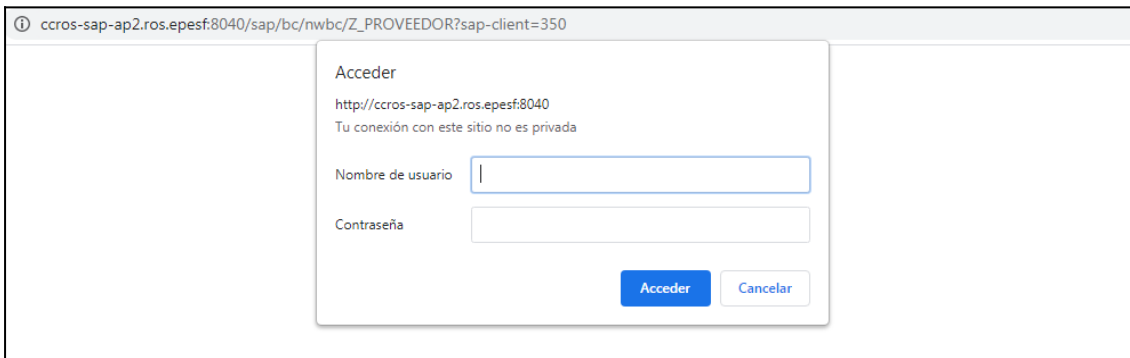 ccros-sap-ap2.ros.epesf:8040/sap/bc/nwbc/Z_PROVEEDOR?sap-client=350
Acceder
http://ccros-sap-ap2.ros.epesf:8040
Tu conexión con este sitio no es privada
Nombre de usuario
Contraseña
Acceder Cancelar